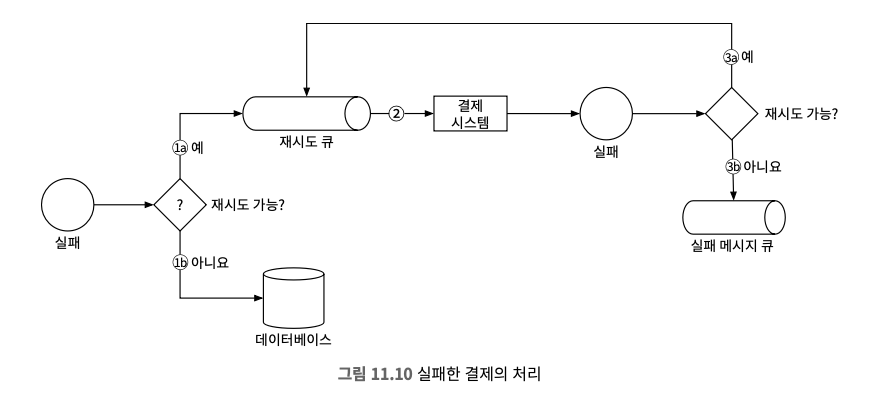 3a 예
재시도 가능?
2
결제
시스템
1a 예
재시도 큐
실패
3b 아니요
?
재시도 가능?
실패
실패 메시지 큐
1b 아니요
데이터베이스
그림 11.10 실패한 결제의 처리